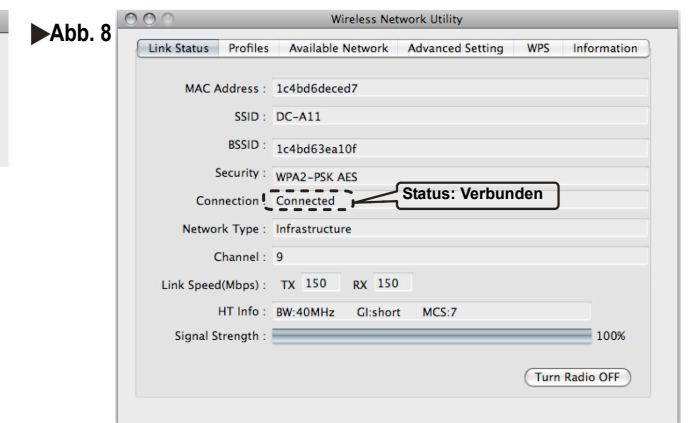 ▶Abb. 8
Wireless Network Utility
Link Status Profiles Available Network Advanced Setting WPS Information
MAC Address : 1c4bd6deced7
SSID : DC-A11
BSSID : 1c4bd63ea10f
Security : WPA2-PSK AES
Connection : Connected
Status: Verbunden
Network Type : Infrastructure
Channel : 9
Link Speed(Mbps) : TX 150 RX 150
HT Info : BW:40MHz GI:short MCS:7
Signal Strength : 100%
Turn Radio OFF